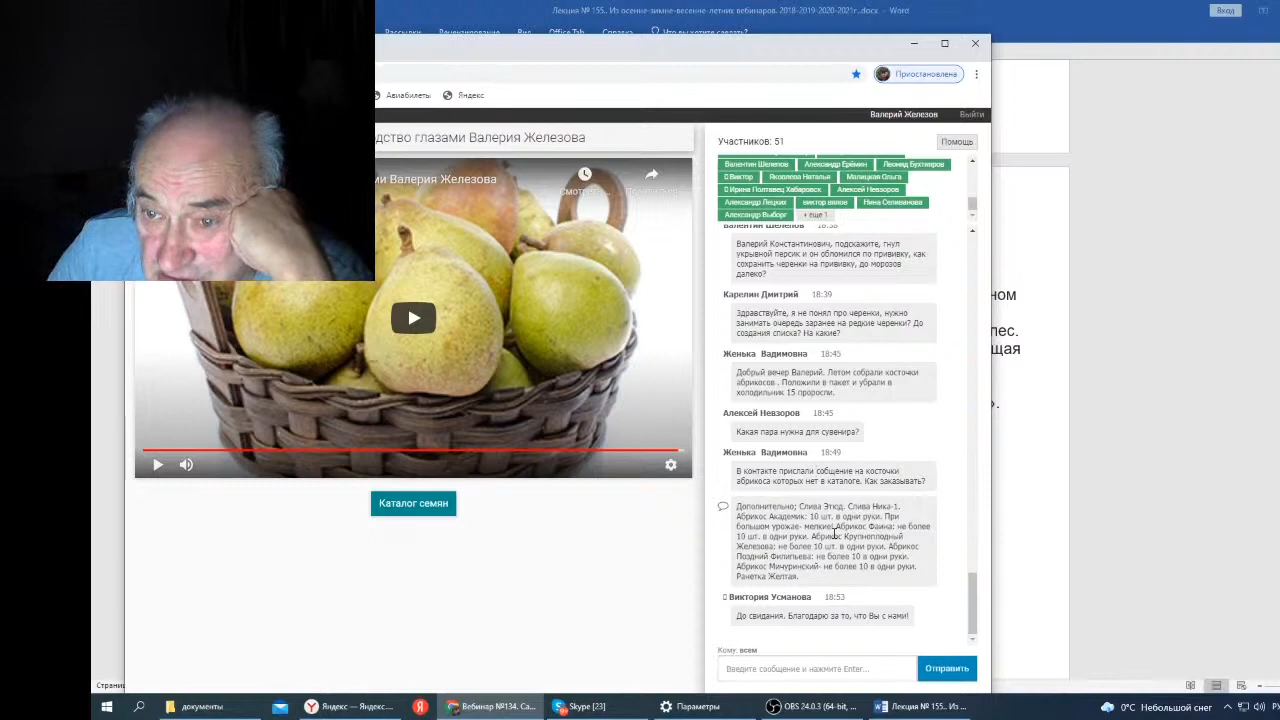 Лекция № 155.. Из осенне-зимне-весенне-летних вебинаров. 2018-2019-2020-2021г..docx - Word
Вход
Рассылки Рецензирование Вид Office Tab Справка Что вы хотите сделать?
Приостановлена
Авиабилеты Яндекс
Валерий Железов Выйти
дство глазами Валерия Железова
Участников: 51
Помощь
Валентин Шелепов Александр Ерёмин Леонид Бухтияров
Виктор Яковлева Наталья Малицкая Ольга
Ирина Полтавец Хабаровск Алексей Невзоров
Александр Лецких виктор вялов Нина Селиванова
Александр Выборг + еще 1
ми Валерия Железова
Валентин Шелепов 18:38
Валерий Константинович, подскажите, гнул
укрывной персик и он обломился по прививку, как
сохранить черенки на прививку, до морозов
далеко?
Карелин Дмитрий 18:39
Здравствуйте, я не понял про черенки, нужно
занимать очередь заранее на редкие черенки? До
создания списка? На какие?
Женька Вадимовна 18:45
Добрый вечер Валерий. Летом собрали косточки
абрикосов . Положили в пакет и убрали в
холодильник 15 проросли.
Алексей Невзоров 18:45
Какая пара нужна для сувенира?
Женька Вадимовна 18:49
В контакте прислали собщение на косточки
абрикоса которых нет в каталоге. Как заказывать?
Дополнительно; Слива Этюд. Слива Ника-1.
Абрикос Академик: 10 шт. в одни руки. При
большом урожае- мелкие! Абрикос Фаина: не более
10 шт. в одни руки. Абрикос Крупноплодный
Железова: не более 10 шт. в одни руки. Абрикос
Поздний Филипьева: не более 10 в одни руки.
Абрикос Мичуринский- не более 10 в одни руки.
Ранетка Желтая.
Виктория Усманова 18:53
До свидания. Благодарю за то, что Вы с нами!
Каталог семян
ном
лес.
щая
Кому: всем
Введите сообщение и нажмите Enter...
Отправить
Страни
документы
Яндекс — Яндекс....
Вебинар №134. Са...
Skype [23]
Параметры
OBS 24.0.3 (64-bit, ...
Лекция № 155.. Из ...
0°C Небольшой снег